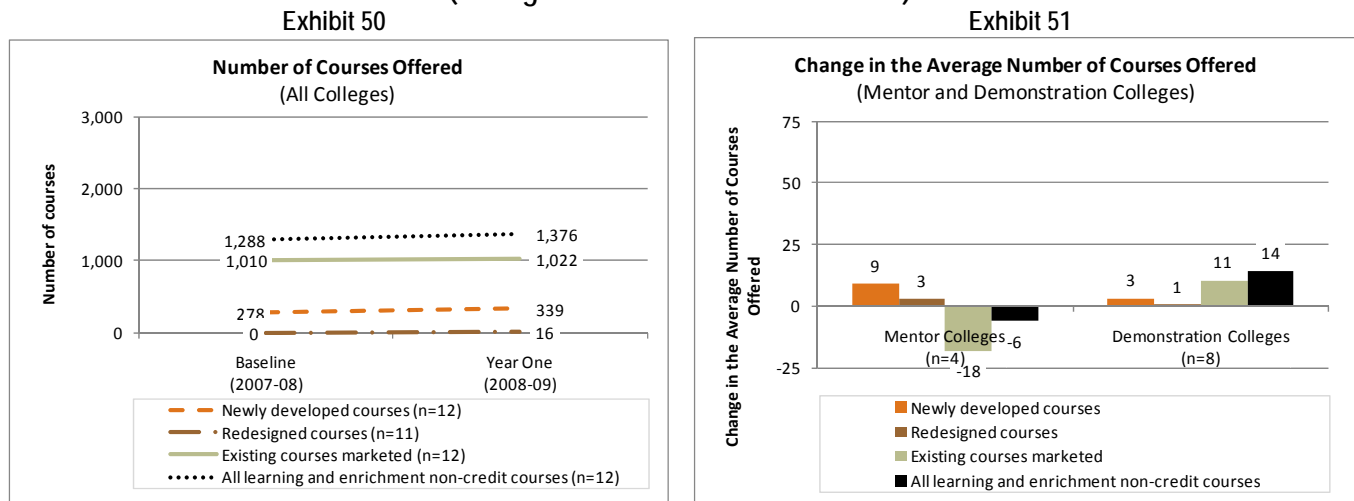 Exhibit 50
Number of Courses Offered
(All Colleges)
Number of courses
3,000
2,000
1,000
0
1,288
1,376
1,010
1,022
278
339
0
16
Baseline
(2007-08)
Year One
(2008-09)
Newly developed courses (n=12)
Redesigned courses (n=11)
Existing courses marketed (n=12)
All learning and enrichment non-credit courses (n=12)
Exhibit 51
Change in the Average Number of Courses Offered
(Mentor and Demonstration Colleges)
Change in the Average Number of Courses
Offered
75
50
25
0
-25
9
3
-18
-6
3
1
11
14
Mentor Colleges
(n=4)
Demonstration Colleges
(n=8)
Newly developed courses
Redesigned courses
Existing courses marketed
All learning and enrichment non-credit courses